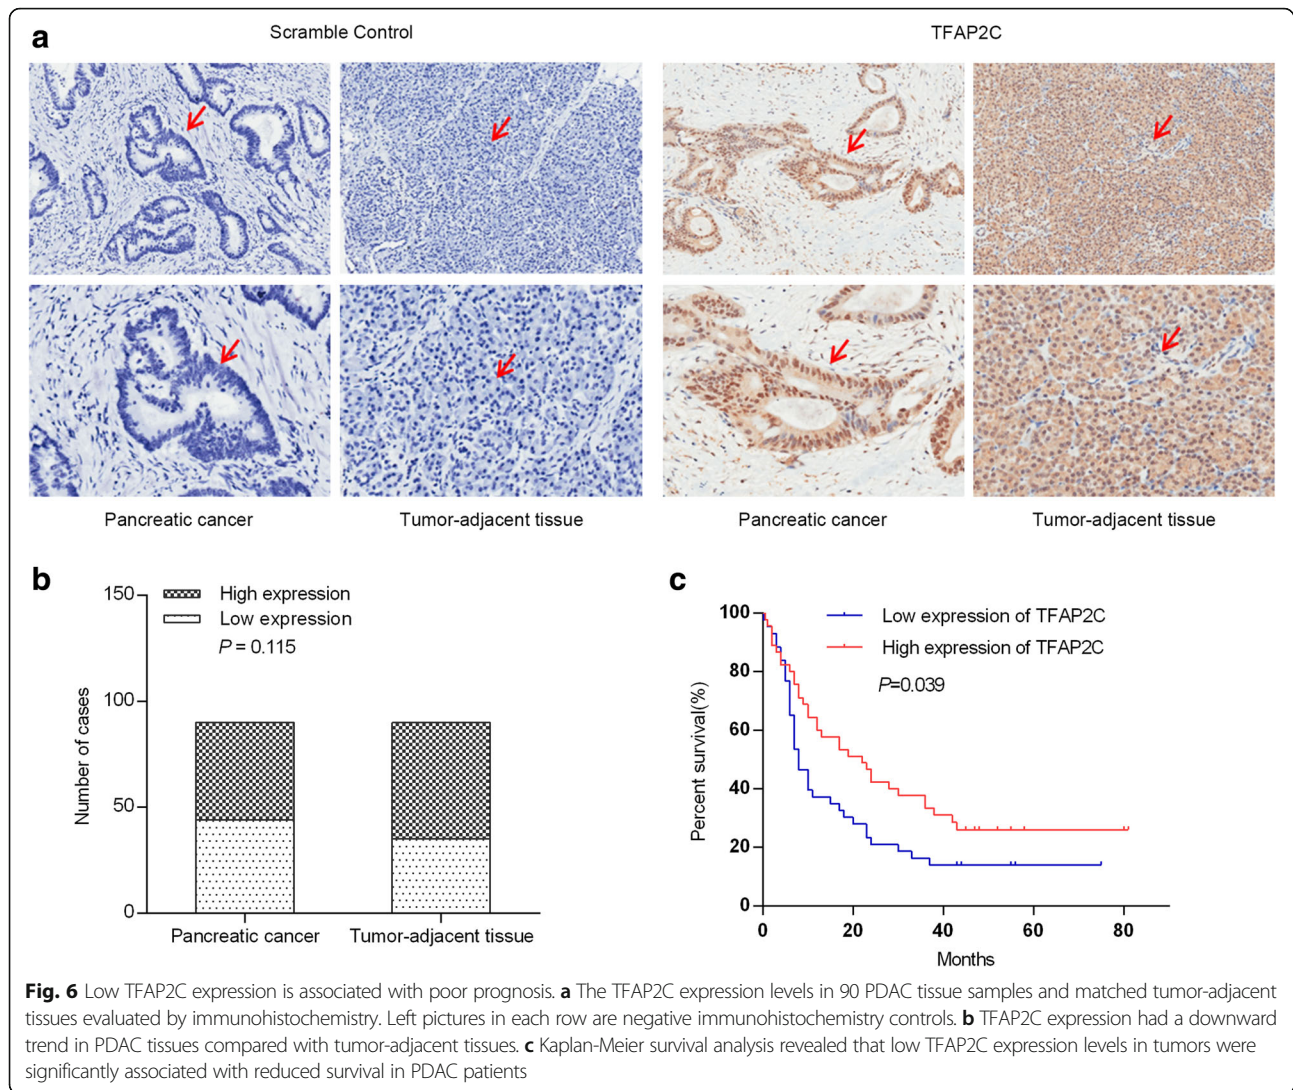 a
Scramble Control
TFAP2C
Pancreatic cancer
Tumor-adjacent tissue
Pancreatic cancer
Tumor-adjacent tissue
b
150
100
50
0
Number of cases
High expression
Low expression
P = 0.115
Pancreatic cancer
Tumor-adjacent tissue
c
100
80
60
40
20
0
Percent survival(%)
Low expression of TFAP2C
High expression of TFAP2C
P=0.039
0 20 40 60 80
Months
Fig. 6 Low TFAP2C expression is associated with poor prognosis. a The TFAP2C expression levels in 90 PDAC tissue samples and matched tumor-adjacent
tissues evaluated by immunohistochemistry. Left pictures in each row are negative immunohistochemistry controls. b TFAP2C expression had a downward
trend in PDAC tissues compared with tumor-adjacent tissues. c Kaplan-Meier survival analysis revealed that low TFAP2C expression levels in tumors were
significantly associated with reduced survival in PDAC patients